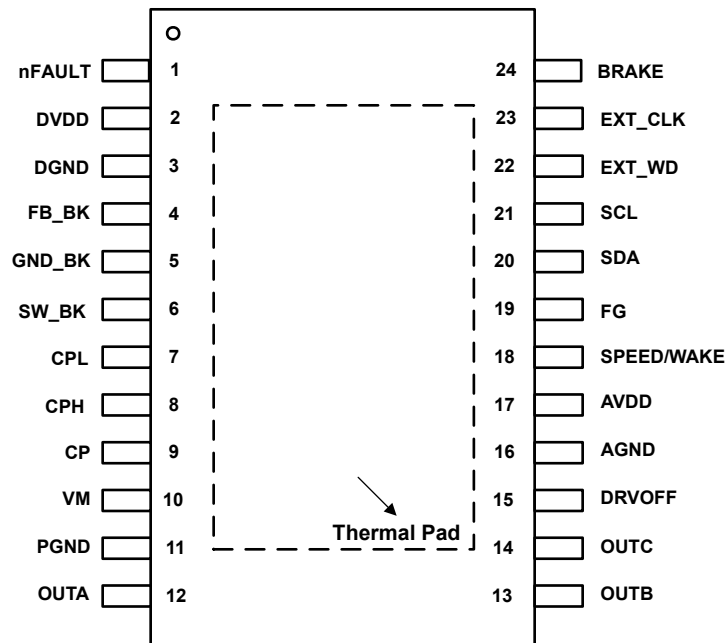 nFAULT 1 24 BRAKE
DVDD 2 23 EXT_CLK
DGND 3 22 EXT_WD
FB_BK 4 21 SCL
GND_BK 5 20 SDA
SW_BK 6 19 FG
CPL 7 18 SPEED/WAKE
CPH 8 17 AVDD
CP 9 16 AGND
VM 10 15 DRVOFF
Thermal Pad
PGND 11 14 OUTC
OUTA 12 13 OUTB